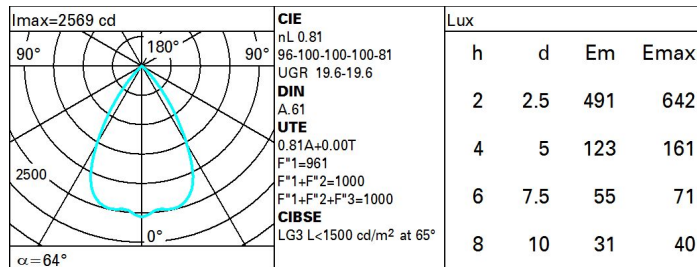 Imax=2569 cd
90° 180° 90°
2500
0°
α=64°
CIE
nL 0.81
96-100-100-100-81
UGR 19.6-19.6
DIN
A.61
UTE
0.81A+0.00T
F"1=961
F"1+F"2=1000
F"1+F"2+F"3=1000
CIBSE
LG3 L<1500 cd/m² at 65°
Lux
h d Em Emax
2 2.5 491 642
4 5 123 161
6 7.5 55 71
8 10 31 40